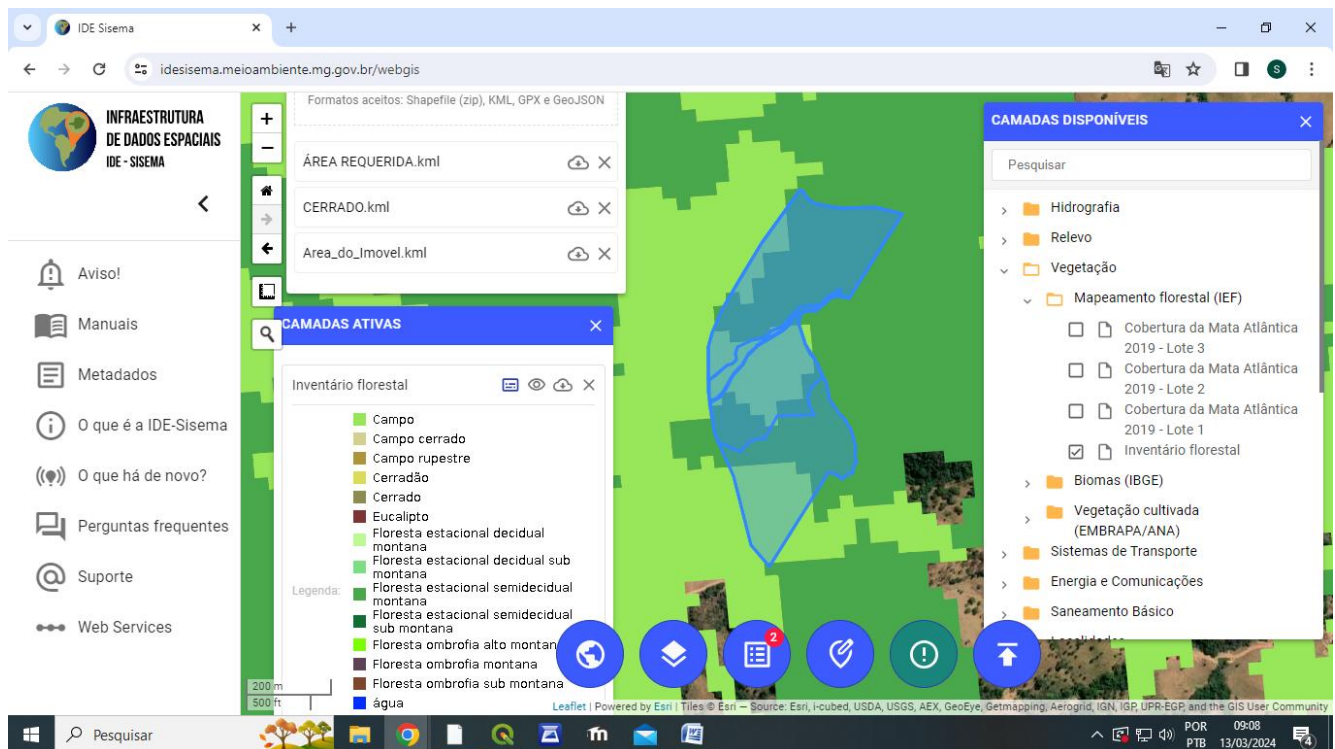 IDE Sisema
idesisema.meioambiente.mg.gov.br/webgis
S
INFRAESTRUTURA
DE DADOS ESPACIAIS
IDE - SISEMA
Aviso!
Manuais
Metadados
O que é a IDE-Sisema
O que há de novo?
Perguntas frequentes
Suporte
Web Services
Formatos aceitos: Shapefile (zip), KML, GPX e GeoJSON
ÁREA REQUERIDA.kml
CERRADO.kml
Area_do_Imovel.kml
CAMADAS ATIVAS
Inventário florestal
Legenda:
Campo
Campo cerrado
Campo rupestre
Cerradão
Cerrado
Eucalipto
Floresta estacional decidual
montana
Floresta estacional decidual sub
montana
Floresta estacional semidecidual
montana
Floresta estacional semidecidual
sub montana
Floresta ombrofia alto montan
Floresta ombrofia montana
Floresta ombrofia sub montana
água
200 m
500 ft
CAMADAS DISPONÍVEIS
Pesquisar
Hidrografia
Relevo
Vegetação
Mapeamento florestal (IEF)
Cobertura da Mata Atlântica
2019 - Lote 3
Cobertura da Mata Atlântica
2019 - Lote 2
Cobertura da Mata Atlântica
2019 - Lote 1
Inventário florestal
Biomas (IBGE)
Vegetação cultivada
(EMBRAPA/ANA)
Sistemas de Transporte
Energia e Comunicações
Saneamento Básico
Localidades
2
Leaflet | Powered by Esri | Tiles © Esri — Source: Esri, i-cubed, USDA, USGS, AEX, GeoEye, Getmapping, Aerogrid, IGN, IGP, UPR-EGP, and the GIS User Community
Pesquisar
POR
PTB
09:08
13/03/2024
4